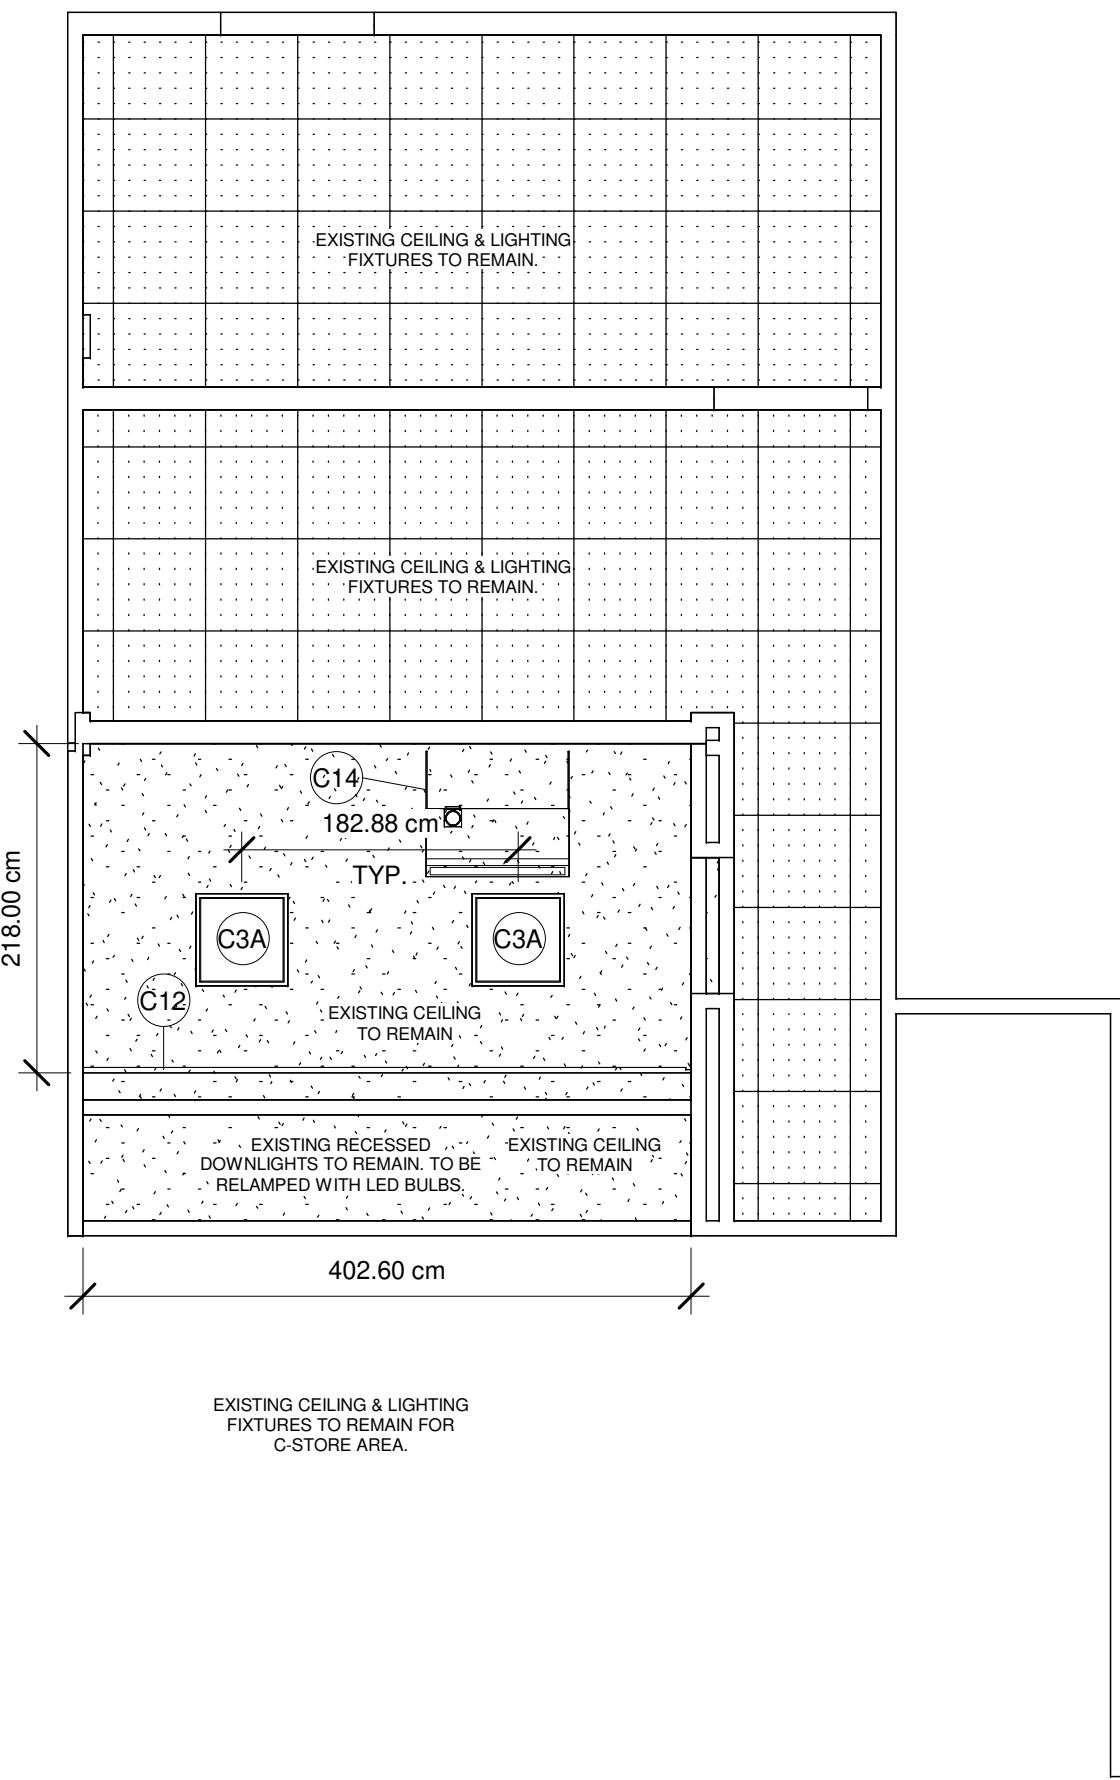 EXISTING CEILING & LIGHTING
FIXTURES TO REMAIN.
EXISTING CEILING & LIGHTING
FIXTURES TO REMAIN.
C14
182.88 cm
TYP.
218.00 cm
C3A
C3A
C12
EXISTING CEILING
TO REMAIN
EXISTING RECESSED
DOWNLIGHTS TO REMAIN. TO BE
RELAMPED WITH LED BULBS.
EXISTING CEILING
TO REMAIN
402.60 cm
EXISTING CEILING & LIGHTING
FIXTURES TO REMAIN FOR
C-STORE AREA.